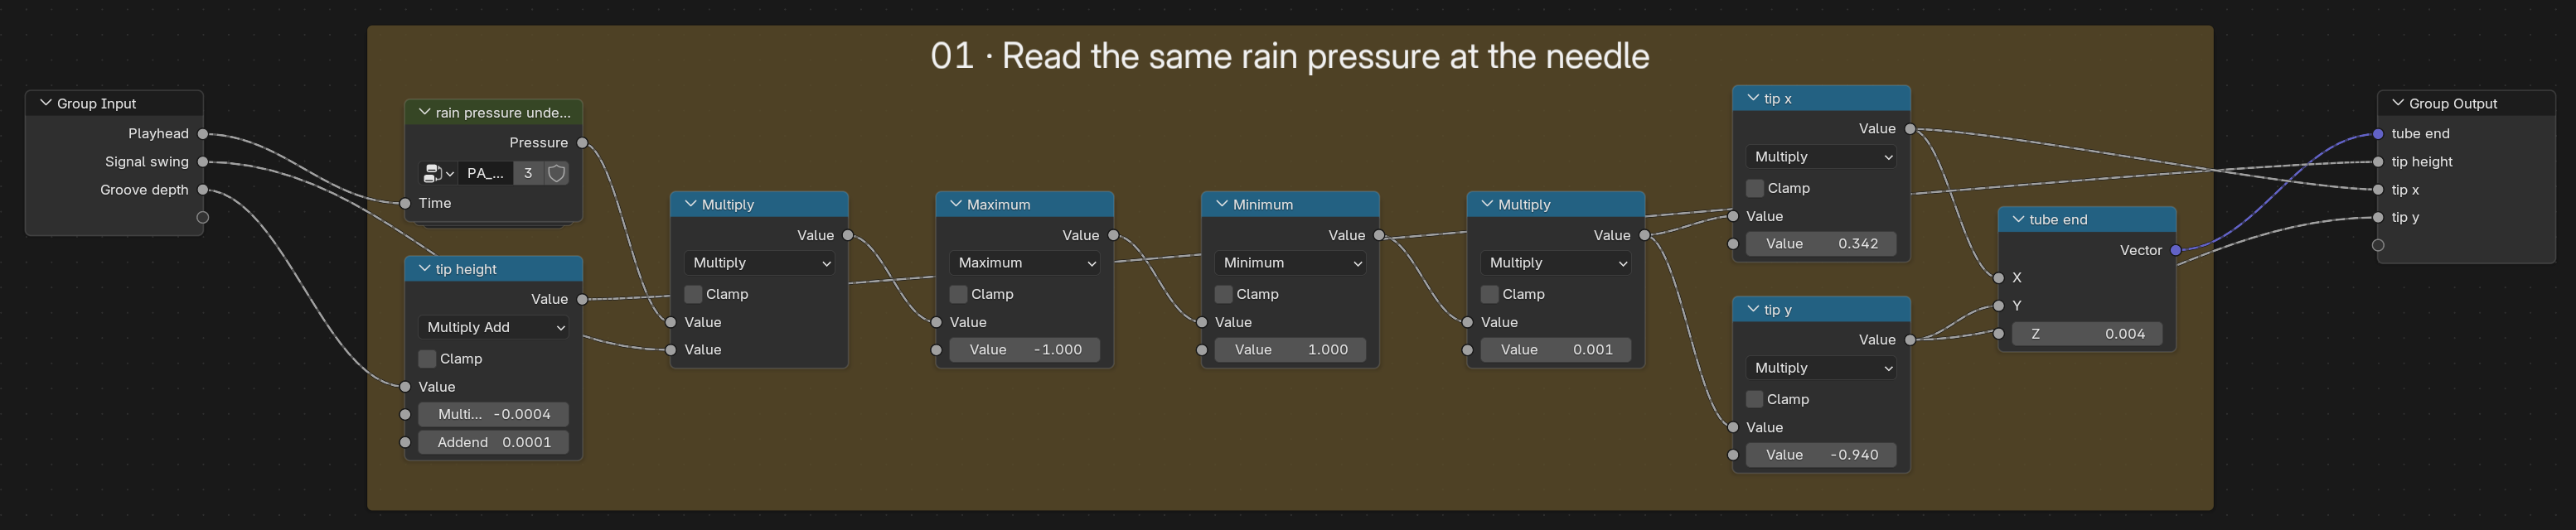 01 · Read the same rain pressure at the needle
Group Input
Playhead
Signal swing
Groove depth
rain pressure unde...
Pressure
PA_... 3
Time
tip height
Value
Multiply Add
Clamp
Value
Multi... -0.0004
Addend 0.0001
Multiply
Value
Multiply
Clamp
Value
Value
Maximum
Value
Maximum
Clamp
Value
Value -1.000
Minimum
Value
Minimum
Clamp
Value
Value 1.000
Multiply
Value
Multiply
Clamp
Value
Value 0.001
tip x
Value
Multiply
Clamp
Value
Value 0.342
tip y
Value
Multiply
Clamp
Value
Value -0.940
tube end
Vector
X
Y
Z 0.004
Group Output
tube end
tip height
tip x
tip y